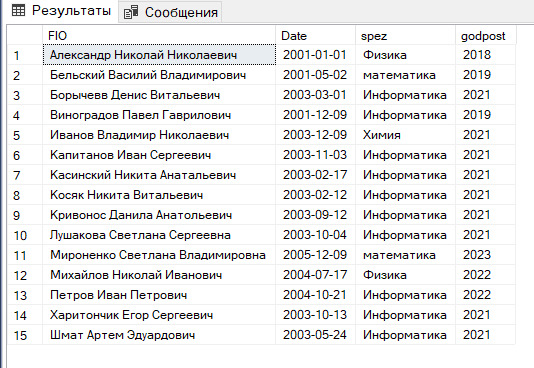 Результаты Сообщения
FIO Date spez godpost
1 Александр Николай Николаевич 2001-01-01 Физика 2018
2 Бельский Василий Владимирович 2001-05-02 математика 2019
3 Борычевв Денис Витальевич 2003-03-01 Информатика 2021
4 Виноградов Павел Гаврилович 2001-12-09 Информатика 2019
5 Иванов Владимир Николаевич 2003-12-09 Химия 2021
6 Капитанов Иван Сергеевич 2003-11-03 Информатика 2021
7 Касинский Никита Анатальевич 2003-02-17 Информатика 2021
8 Косяк Никита Витальевич 2003-02-12 Информатика 2021
9 Кривонос Данила Анатольевич 2003-09-12 Информатика 2021
10 Лушакова Светлана Сергеевна 2003-10-04 Информатика 2021
11 Мироненко Светлана Владимировна 2005-12-09 математика 2023
12 Михайлов Николай Иванович 2004-07-17 Физика 2022
13 Петров Иван Петрович 2004-10-21 Информатика 2022
14 Харитончик Егор Сергеевич 2003-10-13 Информатика 2021
15 Шмат Артем Эдуардович 2003-05-24 Информатика 2021